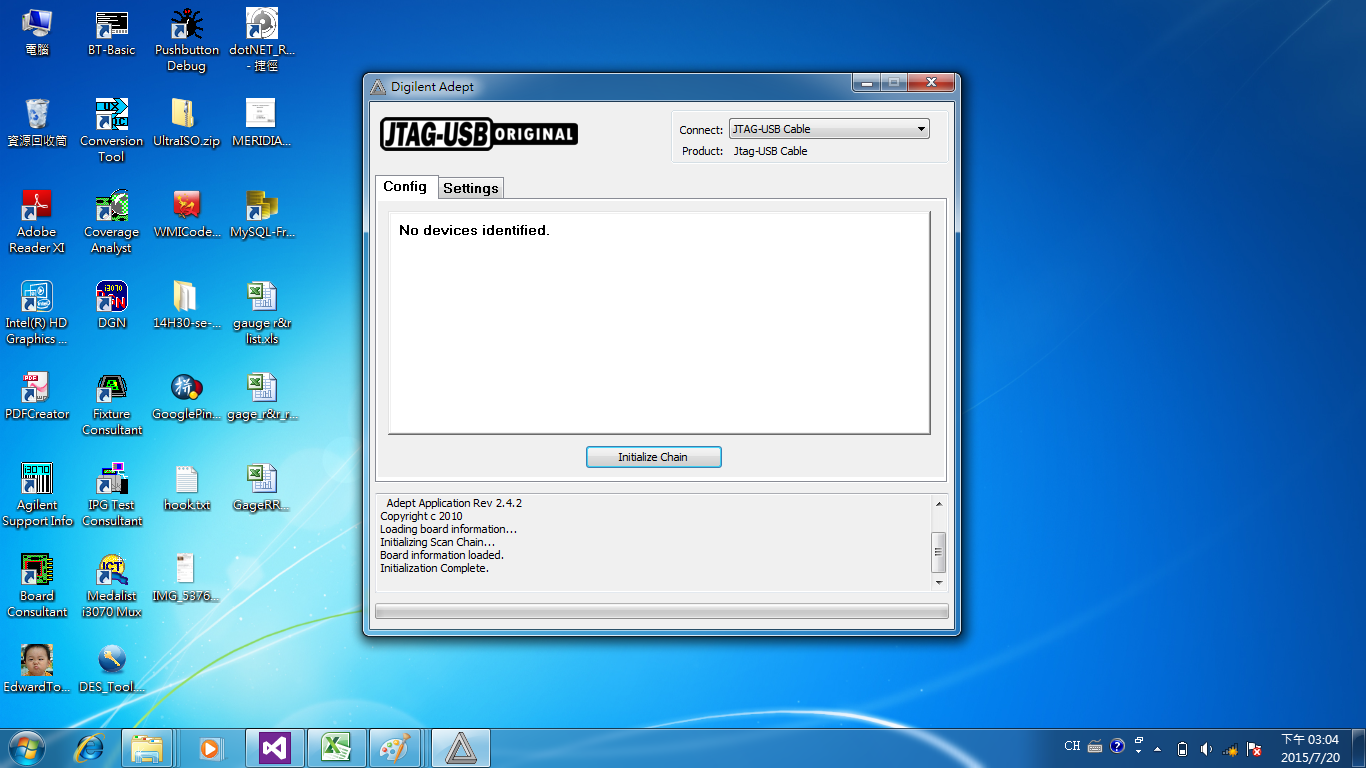 電腦
BT-Basic
Pushbutton
Debug
dotNET_R...
- 捷徑
資源回收筒
Conversion
Tool
UltraISO.zip
MERIDIA...
Adobe
Reader XI
Coverage
Analyst
WMICode...
MySQL-Fr...
Intel(R) HD
Graphics ...
DGN
14H30-se-...
gauge r&r
list.xls
PDFCreator
Fixture
Consultant
GooglePin...
gage_r&r_r...
Agilent
Support Info
IPG Test
Consultant
hook.txt
GageRR...
Board
Consultant
Medalist
i3070 Mux
IMG_5376...
EdwardTo...
DES_Tool....
Digilent Adept
JTAG-USB ORIGINAL
Connect: JTAG-USB Cable
Product: Jtag-USB Cable
Config
Settings
No devices identified.
Initialize Chain
Adept Application Rev 2.4.2
Copyright c 2010
Loading board information...
Initializing Scan Chain...
Board information loaded.
Initialization Complete.
CH
下午 03:04
2015/7/20